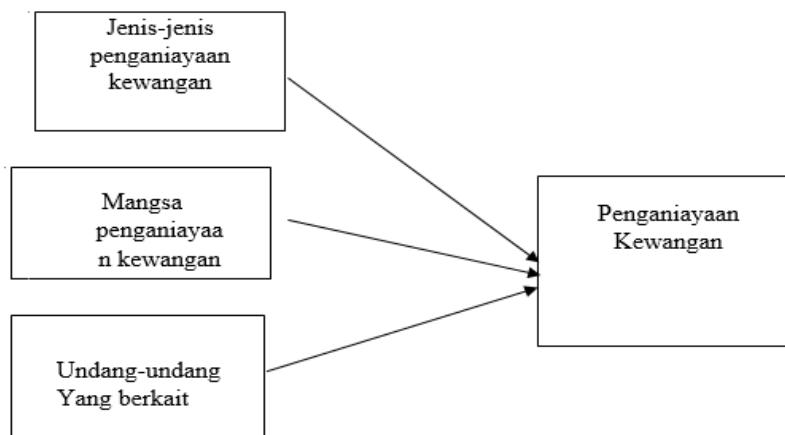 Jenis-jenis
penganiayaan
kewangan
Mangsa
penganiayaa
n kewangan
Undang-undang
Yang berkait
Penganiayaan
Kewangan